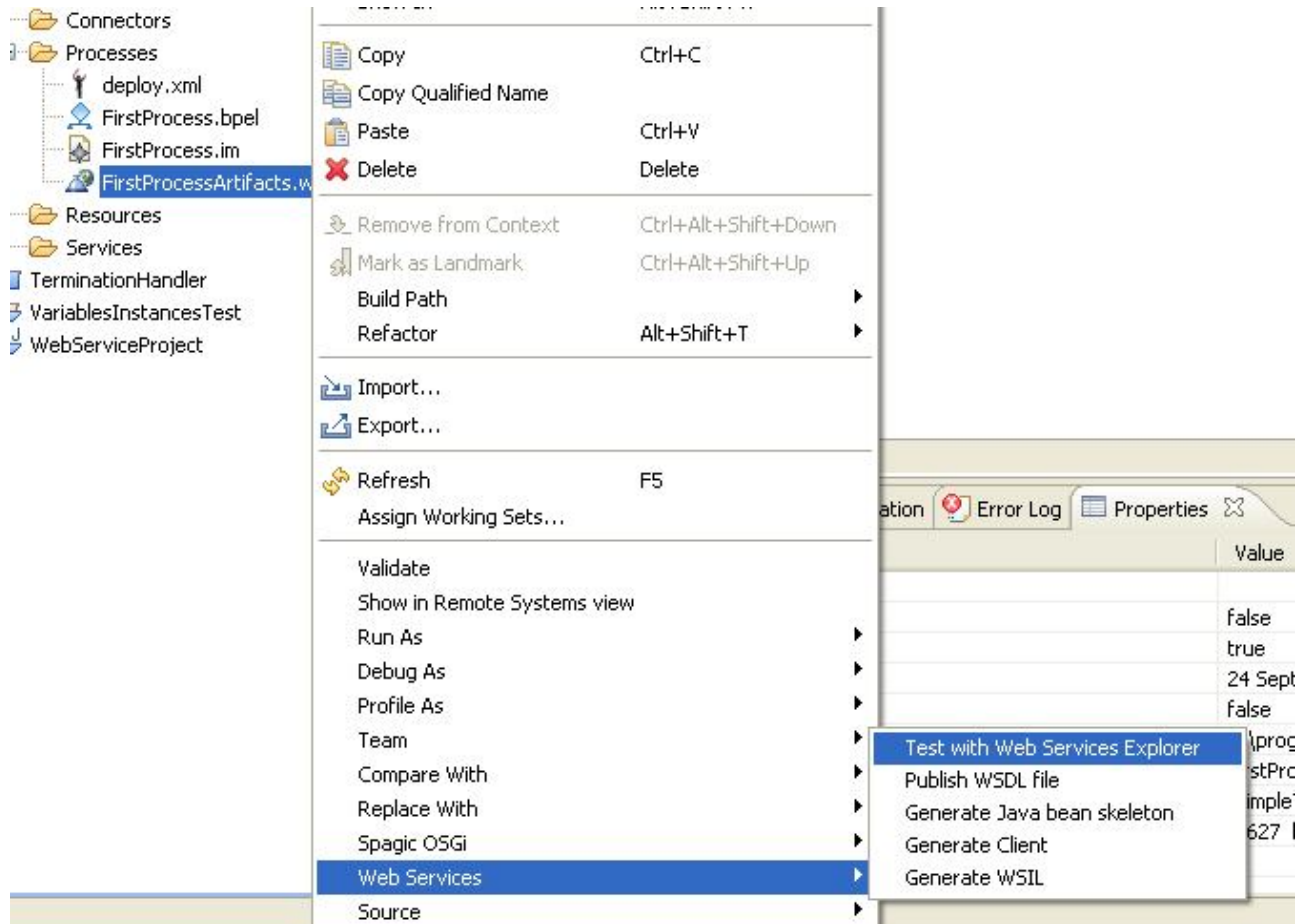 Connectors
Processes
deploy.xml
FirstProcess.bpel
FirstProcess.im
FirstProcessArtifacts.w
Resources
Services
TerminationHandler
VariablesInstancesTest
WebServiceProject
Copy Ctrl+C
Copy Qualified Name
Paste Ctrl+V
Delete Delete
Remove from Context Ctrl+Alt+Shift+Down
Mark as Landmark Ctrl+Alt+Shift+Up
Build Path
Refactor Alt+Shift+T
Import...
Export...
Refresh F5
Assign Working Sets...
Validate
Show in Remote Systems view
Run As
Debug As
Profile As
Team
Compare With
Replace With
Spagic OSGi
Web Services
Source
Test with Web Services Explorer
Publish WSDL file
Generate Java bean skeleton
Generate Client
Generate WSIL
ation Error Log Properties
Value
false
true
24 Sept
false
\prog
stPro
imple
627